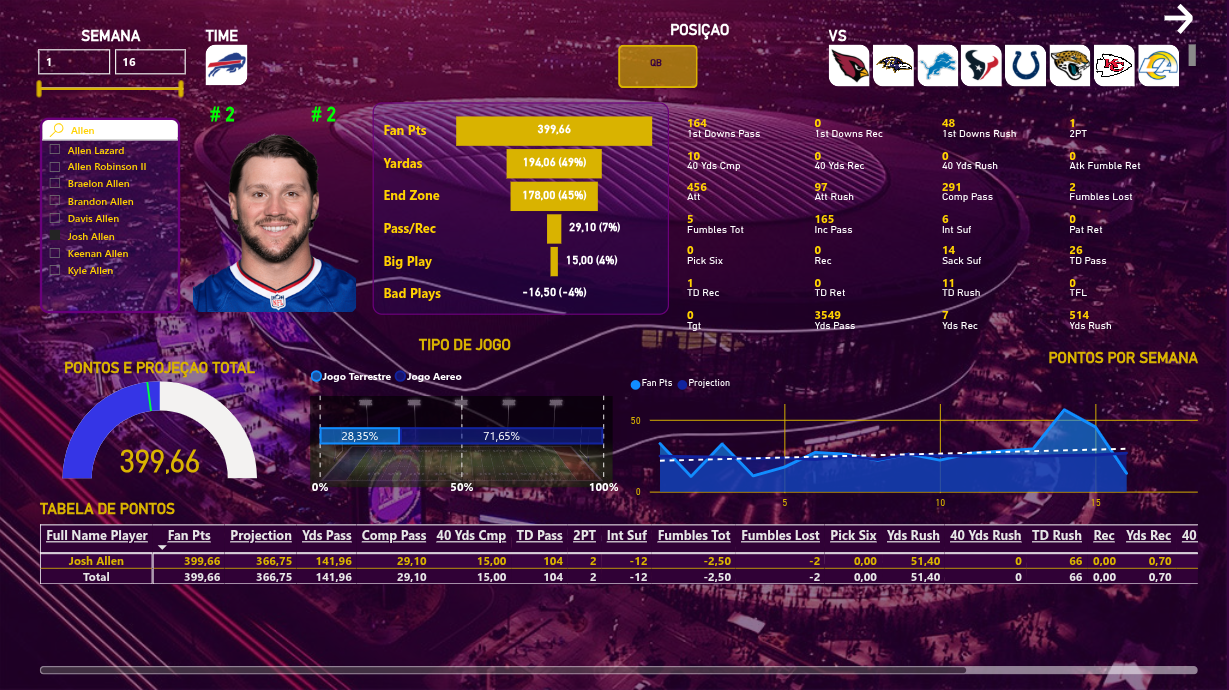 SEMANA
TIME
POSIÇAO
VS
1
16
QB
# 2
# 2
Allen
Allen Lazard
Allen Robinson II
Braelon Allen
Brandon Allen
Davis Allen
Josh Allen
Keenan Allen
Kyle Allen
Fan Pts 399,66
Yardas 194,06 (49%)
End Zone 178,00 (45%)
Pass/Rec 29,10 (7%)
Big Play 15,00 (4%)
Bad Plays -16,50 (-4%)
164 0 48 1
1st Downs Pass 1st Downs Rec 1st Downs Rush 2PT
10 0 0 0
40 Yds Cmp 40 Yds Rec 40 Yds Rush Atk Fumble Ret
456 97 291 2
Att Att Rush Comp Pass Fumbles Lost
5 165 6 0
Fumbles Tot Inc Pass Int Suf Pat Ret
0 0 14 26
Pick Six Rec Sack Suf TD Pass
1 0 11 0
TD Rec TD Ret TD Rush TFL
0 3549 7 514
Tgt Yds Pass Yds Rec Yds Rush
PONTOS E PROJEÇAO TOTAL
399,66
TIPO DE JOGO
Jogo Terrestre Jogo Aereo
28,35% 71,65%
0% 50% 100%
PONTOS POR SEMANA
Fan Pts Projection
50
0
5 10 15
TABELA DE PONTOS
Full Name Player Fan Pts Projection Yds Pass Comp Pass 40 Yds Cmp TD Pass 2PT Int Suf Fumbles Tot Fumbles Lost Pick Six Yds Rush 40 Yds Rush TD Rush Rec Yds Rec 40
Josh Allen 399,66 366,75 141,96 29,10 15,00 104 2 -12 -2,50 -2 0,00 51,40 0 66 0,00 0,70
Total 399,66 366,75 141,96 29,10 15,00 104 2 -12 -2,50 -2 0,00 51,40 0 66 0,00 0,70